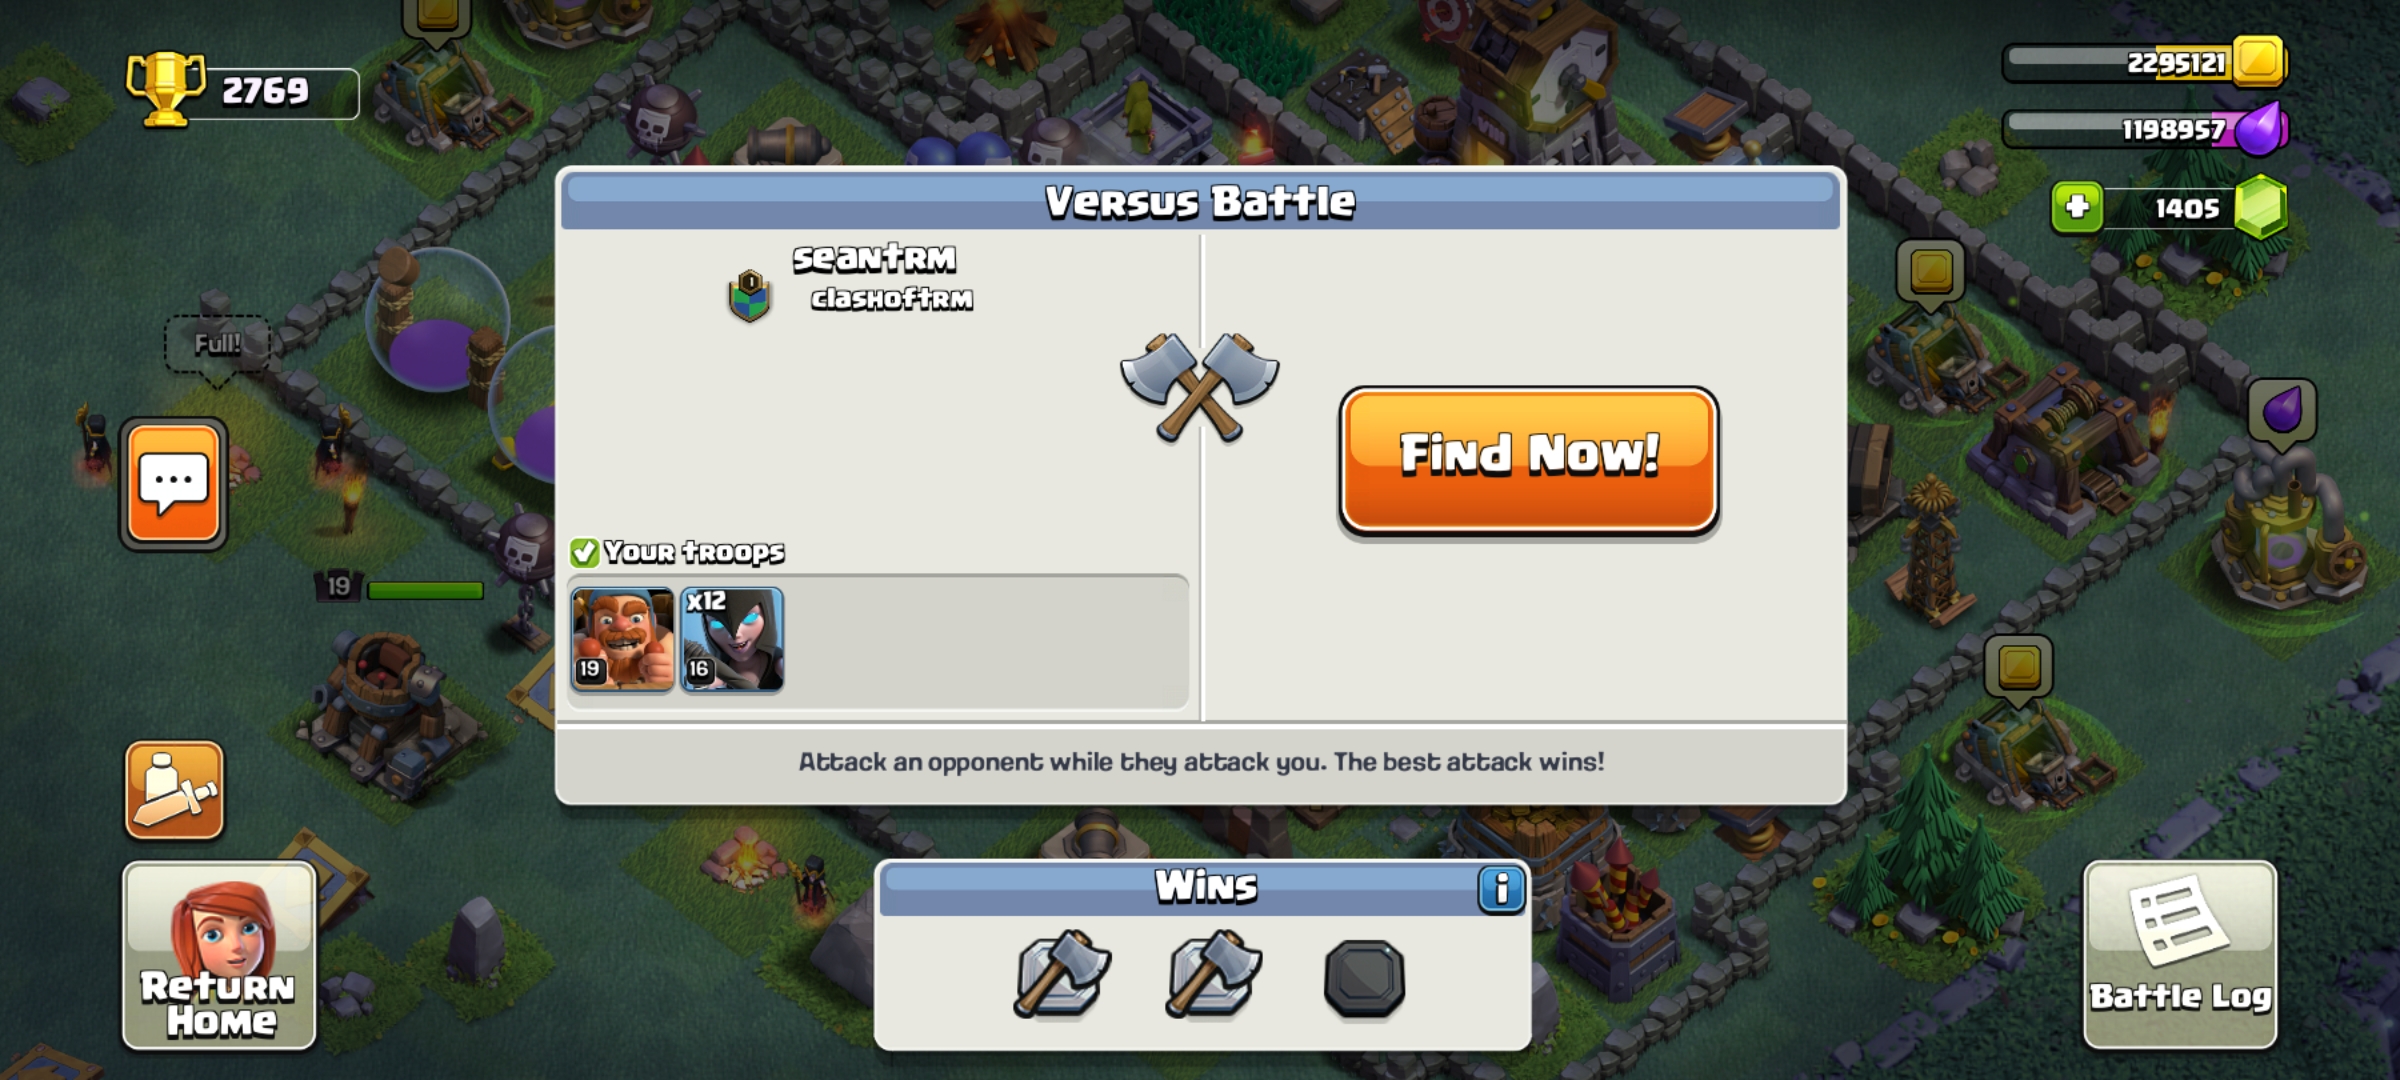 2769
2295121
1198957
1405
Versus Battle
seantrm
clashoftrm
1
Full!
Find Now!
Your troops
x12
19
16
19
Attack an opponent while they attack you. The best attack wins!
Wins
i
Return
Home
Battle Log